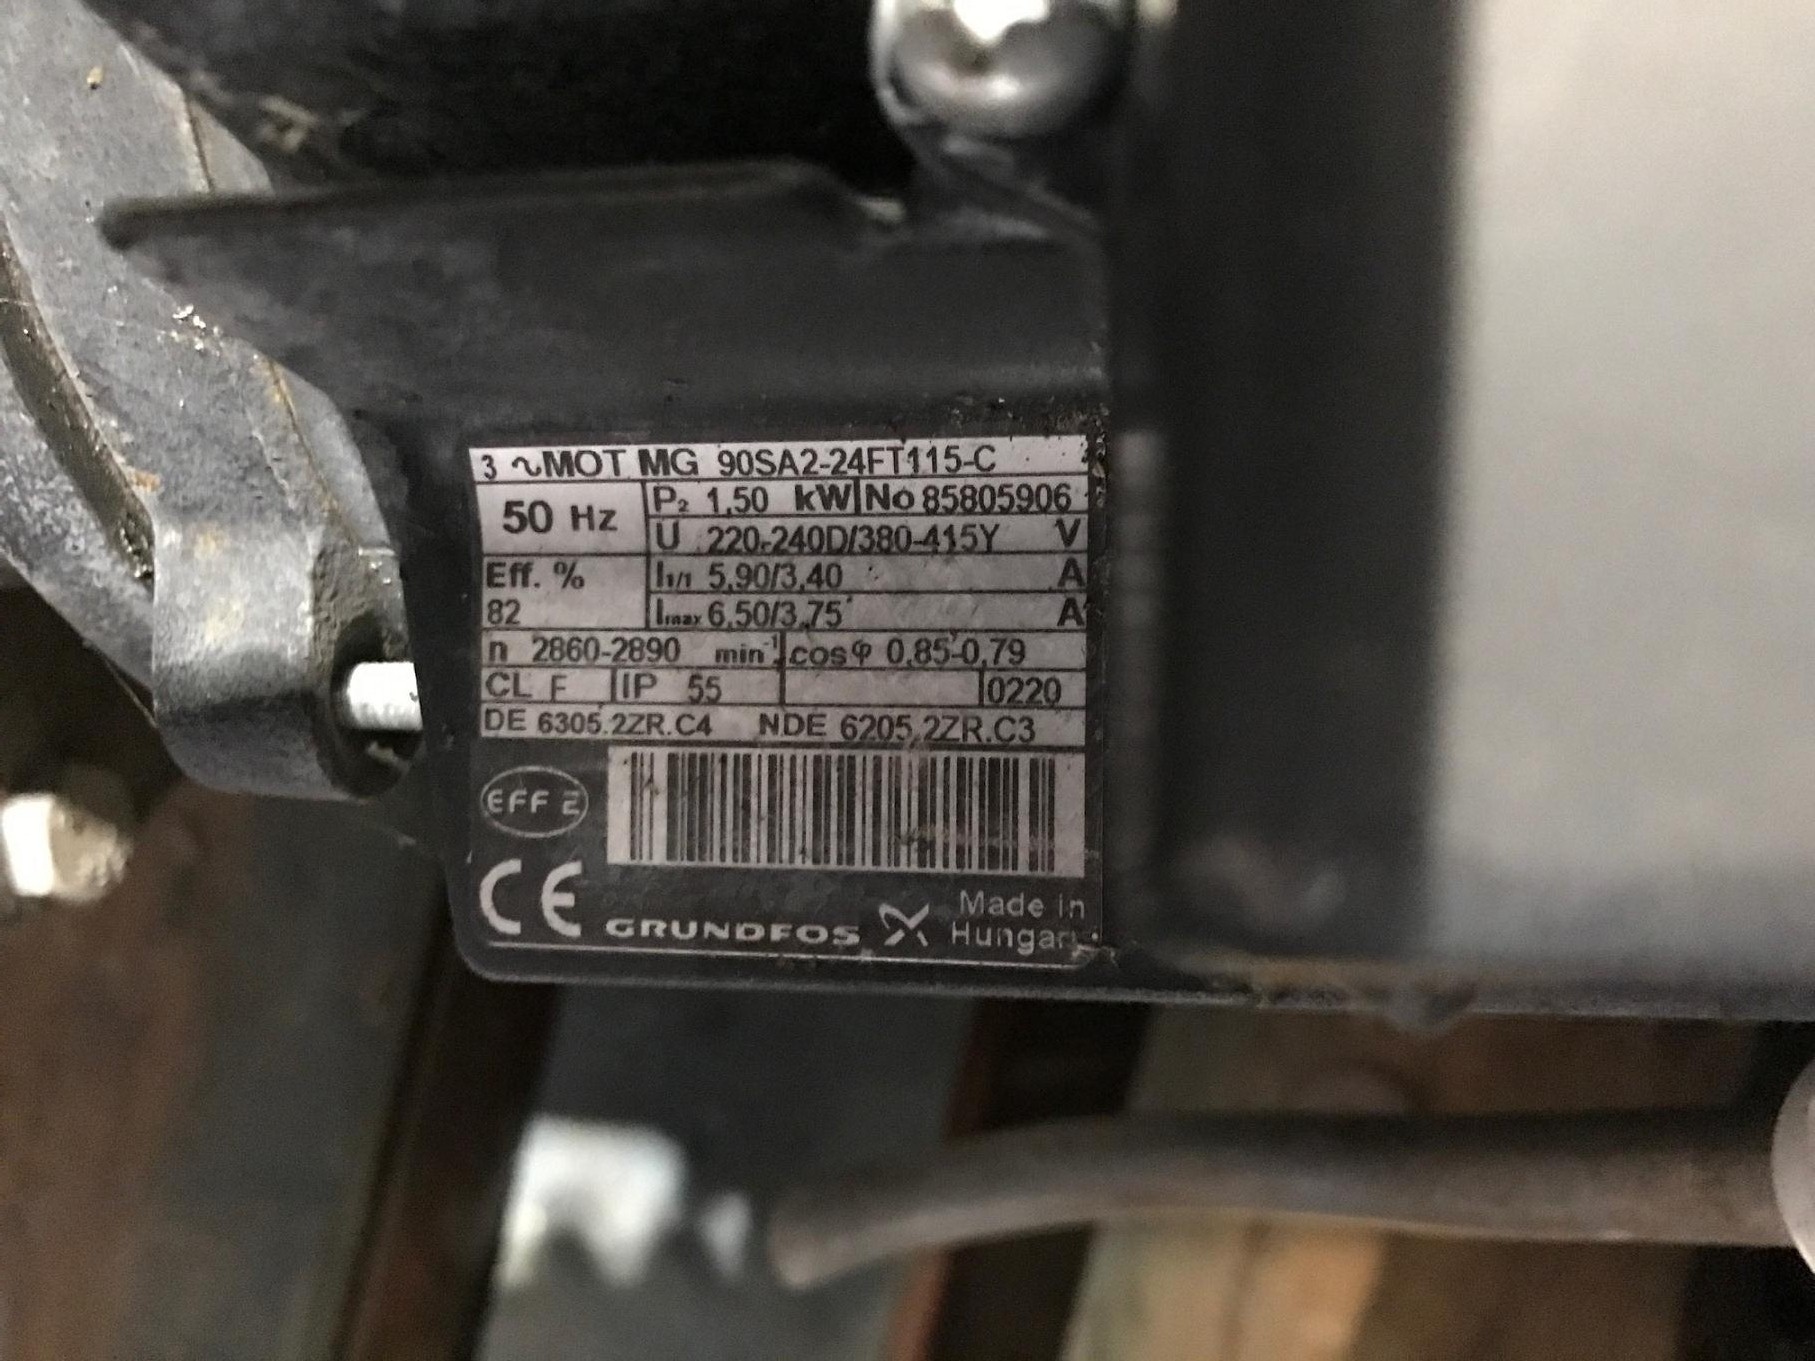 3 ~MOT MG 90SA2-24FT115-C
50 Hz P2 1,50 kW No 85805906
U 220-240D/380-415Y V
Eff. % I1/1 5,90/3,40 A
82 Imax 6,50/3,75 A
n 2860-2890 min-1 cos φ 0,85-0,79
CL F IP 55 0220
DE 6305.2ZR.C4 NDE 6205.2ZR.C3
EFF 2
CE GRUNDFOS Made in
Hungary